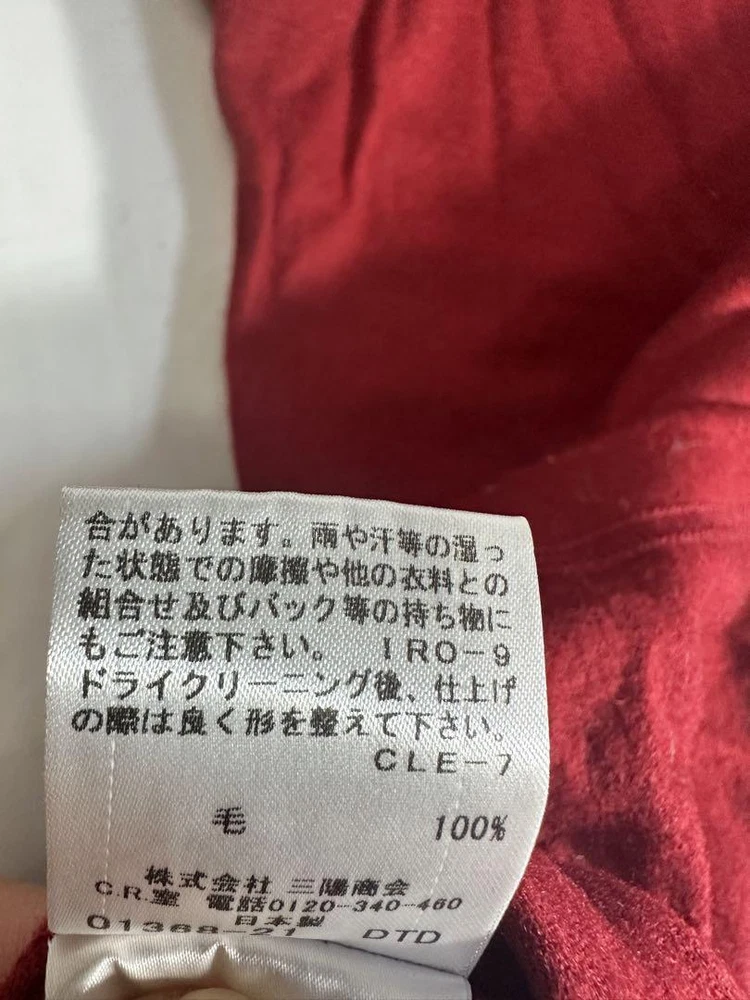 合があります。雨や汗等の湿っ
た状態での摩擦や他の衣料との
組合せ及びバック等の持ち物に
もご注意下さい。 IRO-9
ドライクリーニング後、仕上げ
の際は良く形を整えて下さい。
CLE-7
毛 100%
株式会社 三陽商会
C.R.室 電話0120-340-460
日本製
01368-21 DTD